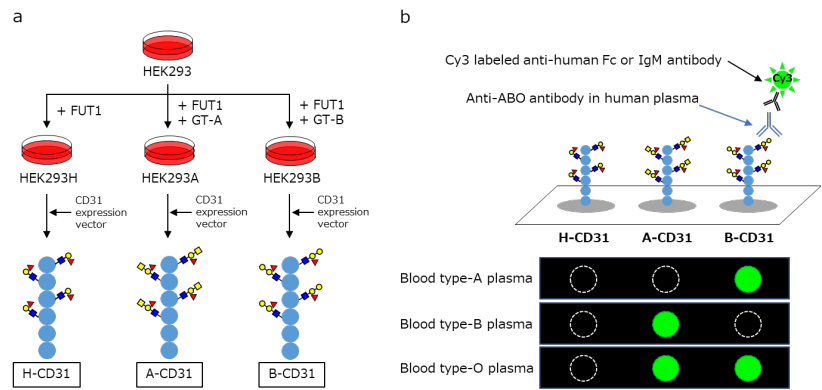 a
HEK293
+ FUT1
+ FUT1
+ GT-A
+ FUT1
+ GT-B
HEK293H
HEK293A
HEK293B
CD31
expression
vector
CD31
expression
vector
CD31
expression
vector
H-CD31
A-CD31
B-CD31
b
Cy3 labeled anti-human Fc or IgM antibody
Cy3
Anti-ABO antibody in human plasma
H-CD31
A-CD31
B-CD31
Blood type-A plasma
Blood type-B plasma
Blood type-O plasma